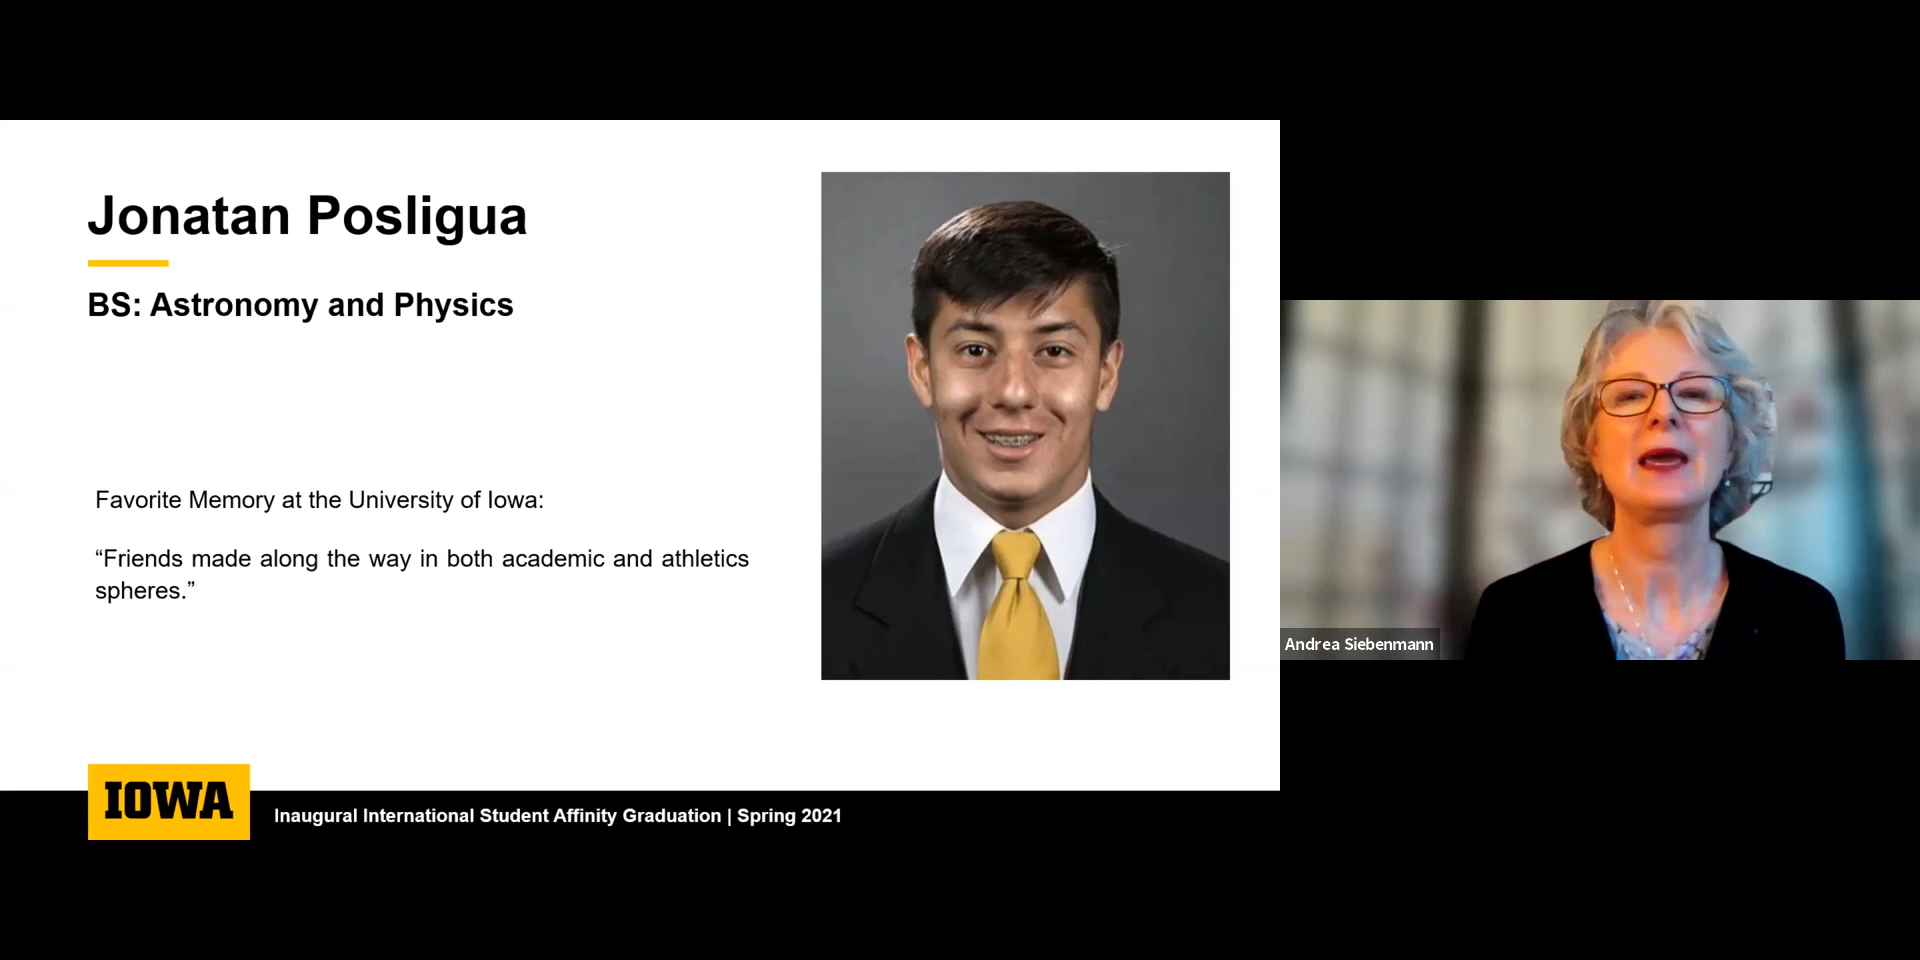 Jonatan Posligua
BS: Astronomy and Physics
Favorite Memory at the University of Iowa:
“Friends made along the way in both academic and athletics
spheres.”
Andrea Siebenmann
IOWA
Inaugural International Student Affinity Graduation | Spring 2021